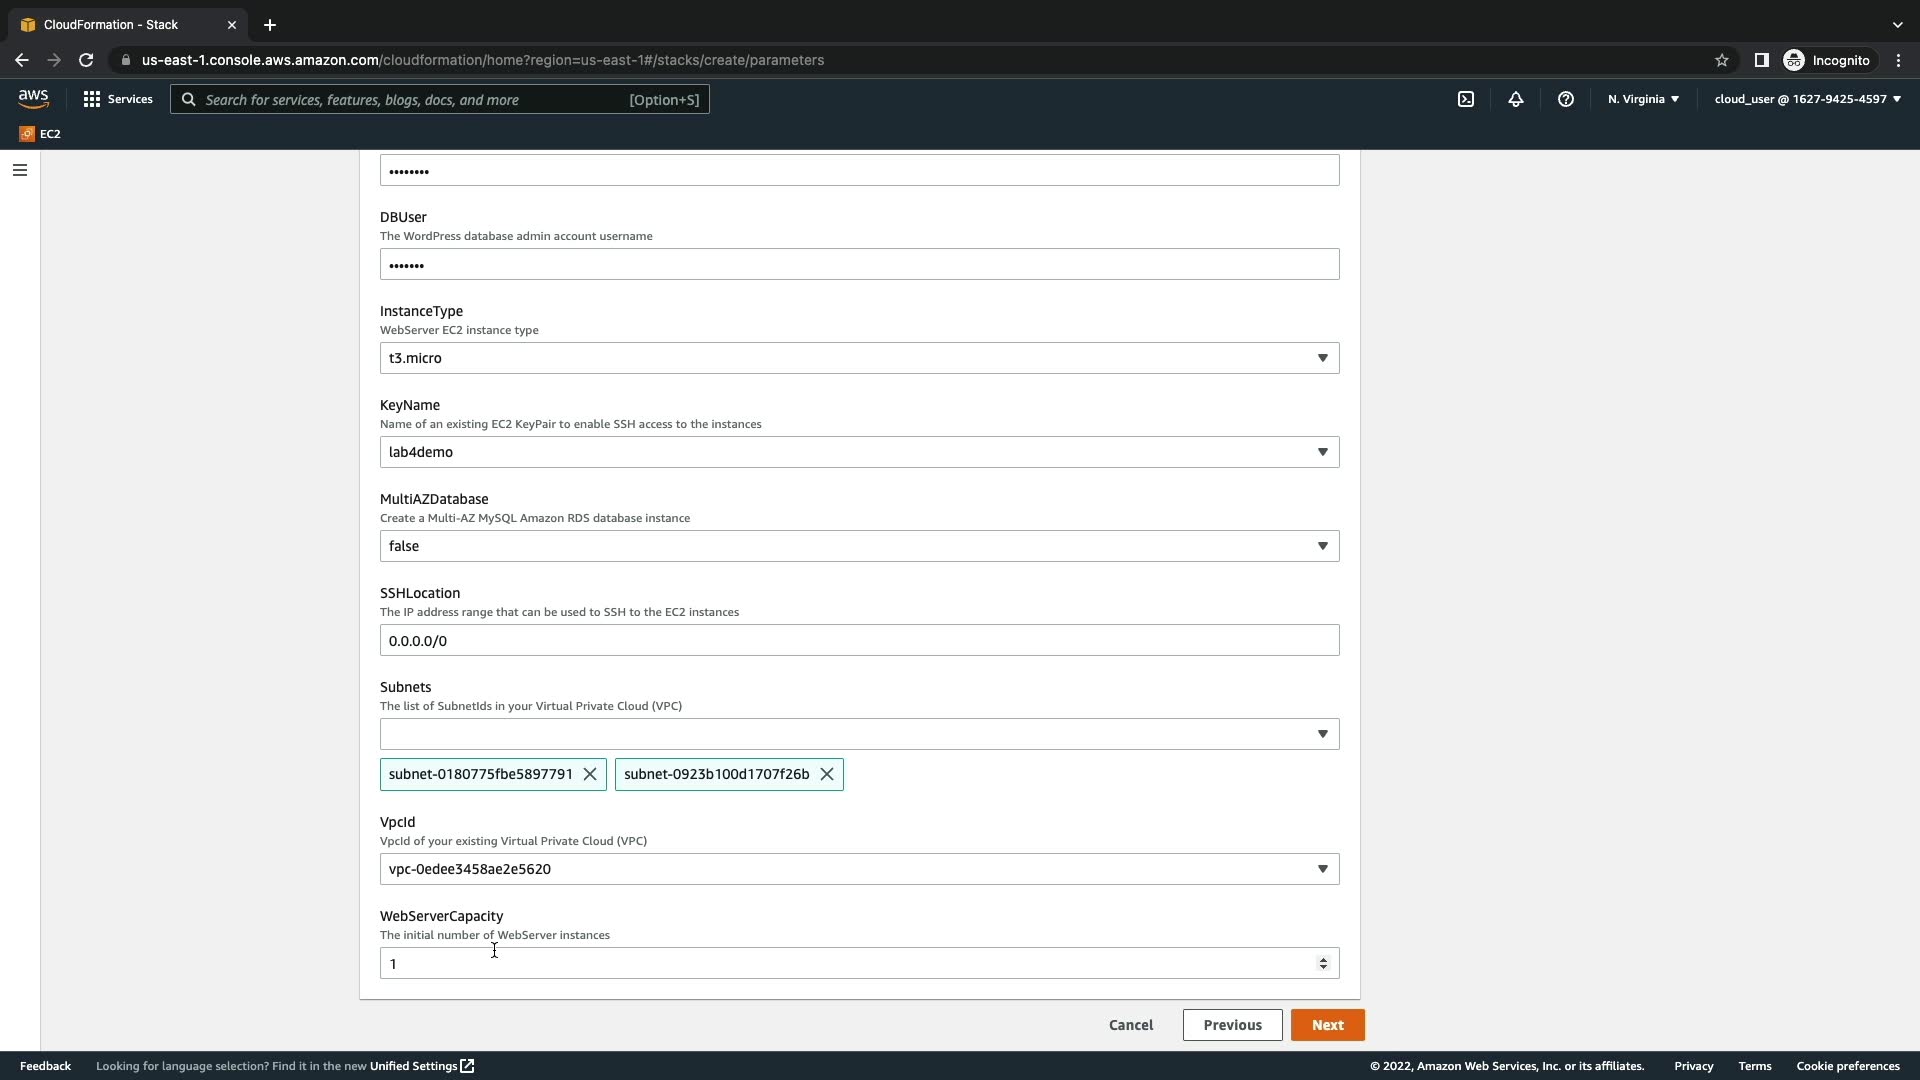 CloudFormation - Stack
us-east-1.console.aws.amazon.com/cloudformation/home?region=us-east-1#/stacks/create/parameters
Incognito
aws
Services
Search for services, features, blogs, docs, and more
[Option+S]
N. Virginia
cloud_user @ 1627-9425-4597
EC2
••••••••
DBUser
The WordPress database admin account username
•••••••
InstanceType
WebServer EC2 instance type
t3.micro
KeyName
Name of an existing EC2 KeyPair to enable SSH access to the instances
lab4demo
MultiAZDatabase
Create a Multi-AZ MySQL Amazon RDS database instance
false
SSHLocation
The IP address range that can be used to SSH to the EC2 instances
0.0.0.0/0
Subnets
The list of SubnetIds in your Virtual Private Cloud (VPC)
subnet-0180775fbe5897791
subnet-0923b100d1707f26b
VpcId
VpcId of your existing Virtual Private Cloud (VPC)
vpc-0edee3458ae2e5620
WebServerCapacity
The initial number of WebServer instances
1
Cancel
Previous
Next
Feedback
Looking for language selection? Find it in the new Unified Settings
© 2022, Amazon Web Services, Inc. or its affiliates.
Privacy
Terms
Cookie preferences